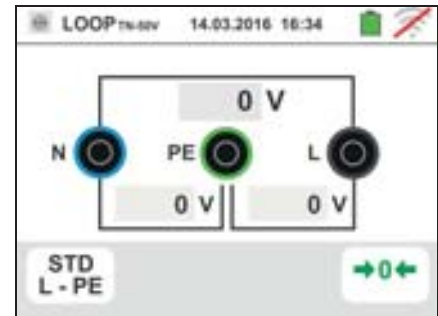 LOOP TN-50V 14.03.2016 16:34
0 V
N PE L
0 V 0 V
STD
L - PE
→0←